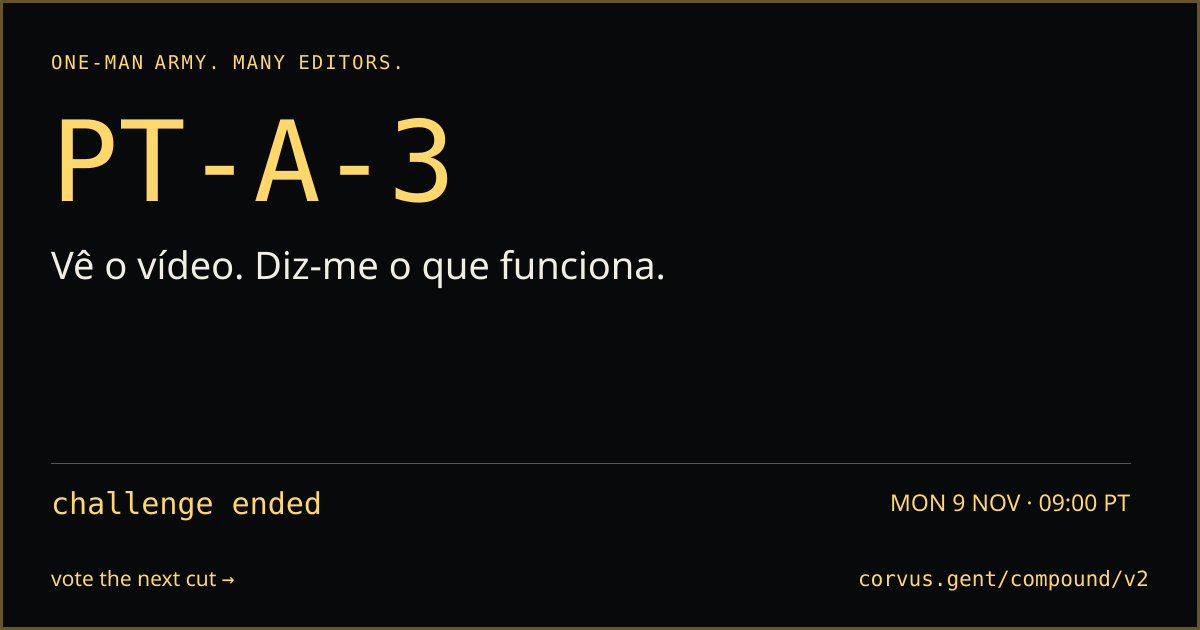 ONE-MAN ARMY. MANY EDITORS.
PT-A-3
Vê o vídeo. Diz-me o que funciona.
challenge ended
MON 9 NOV · 09:00 PT
vote the next cut →
corvus.gent/compound/v2